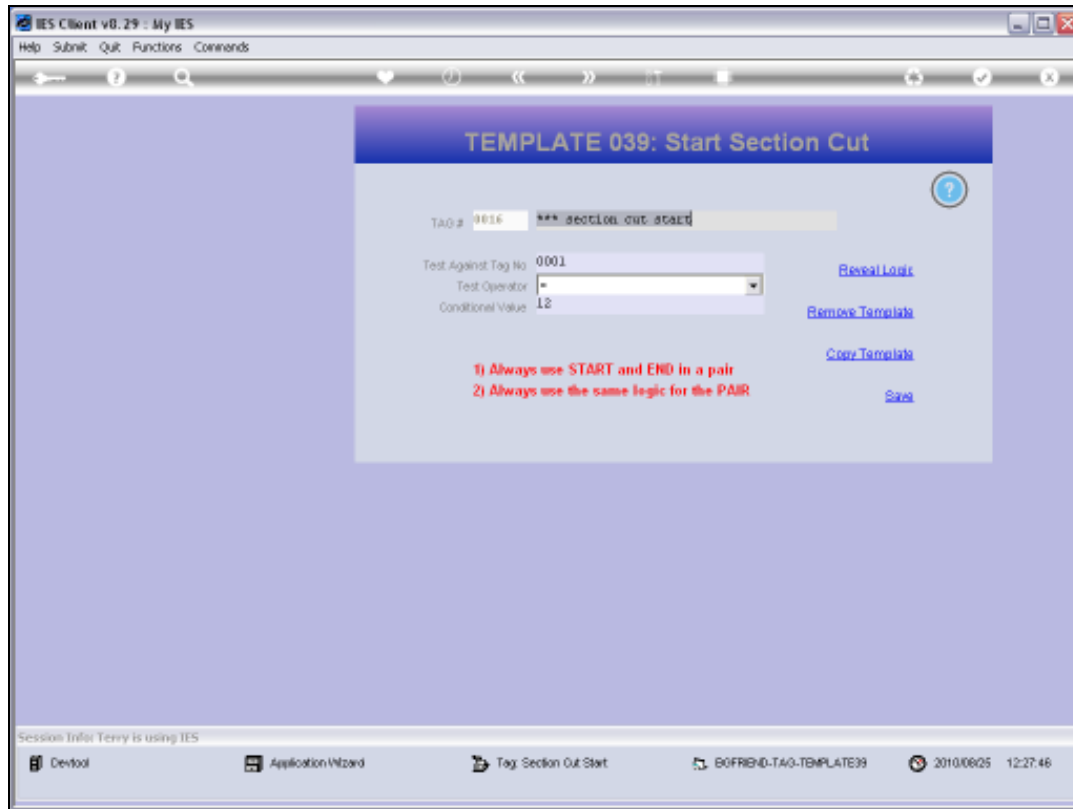 IES Client v8.29 : My IES
Help Submit Quit Functions Commands
TEMPLATE 039: Start Section Cut
TAG # 0016 *** section cut start
Test Against Tag No 0001
Test Operator =
Conditional Value 12
Reveal Logic
Remove Template
Copy Template
Save
1) Always use START and END in a pair
2) Always use the same logic for the PAIR
Session Info: Terry is using IES
Devtool Application Wizard Tag: Section Cut Start BGFRIEND-TAG-TEMPLATE39 2010/08/25 12:27:46